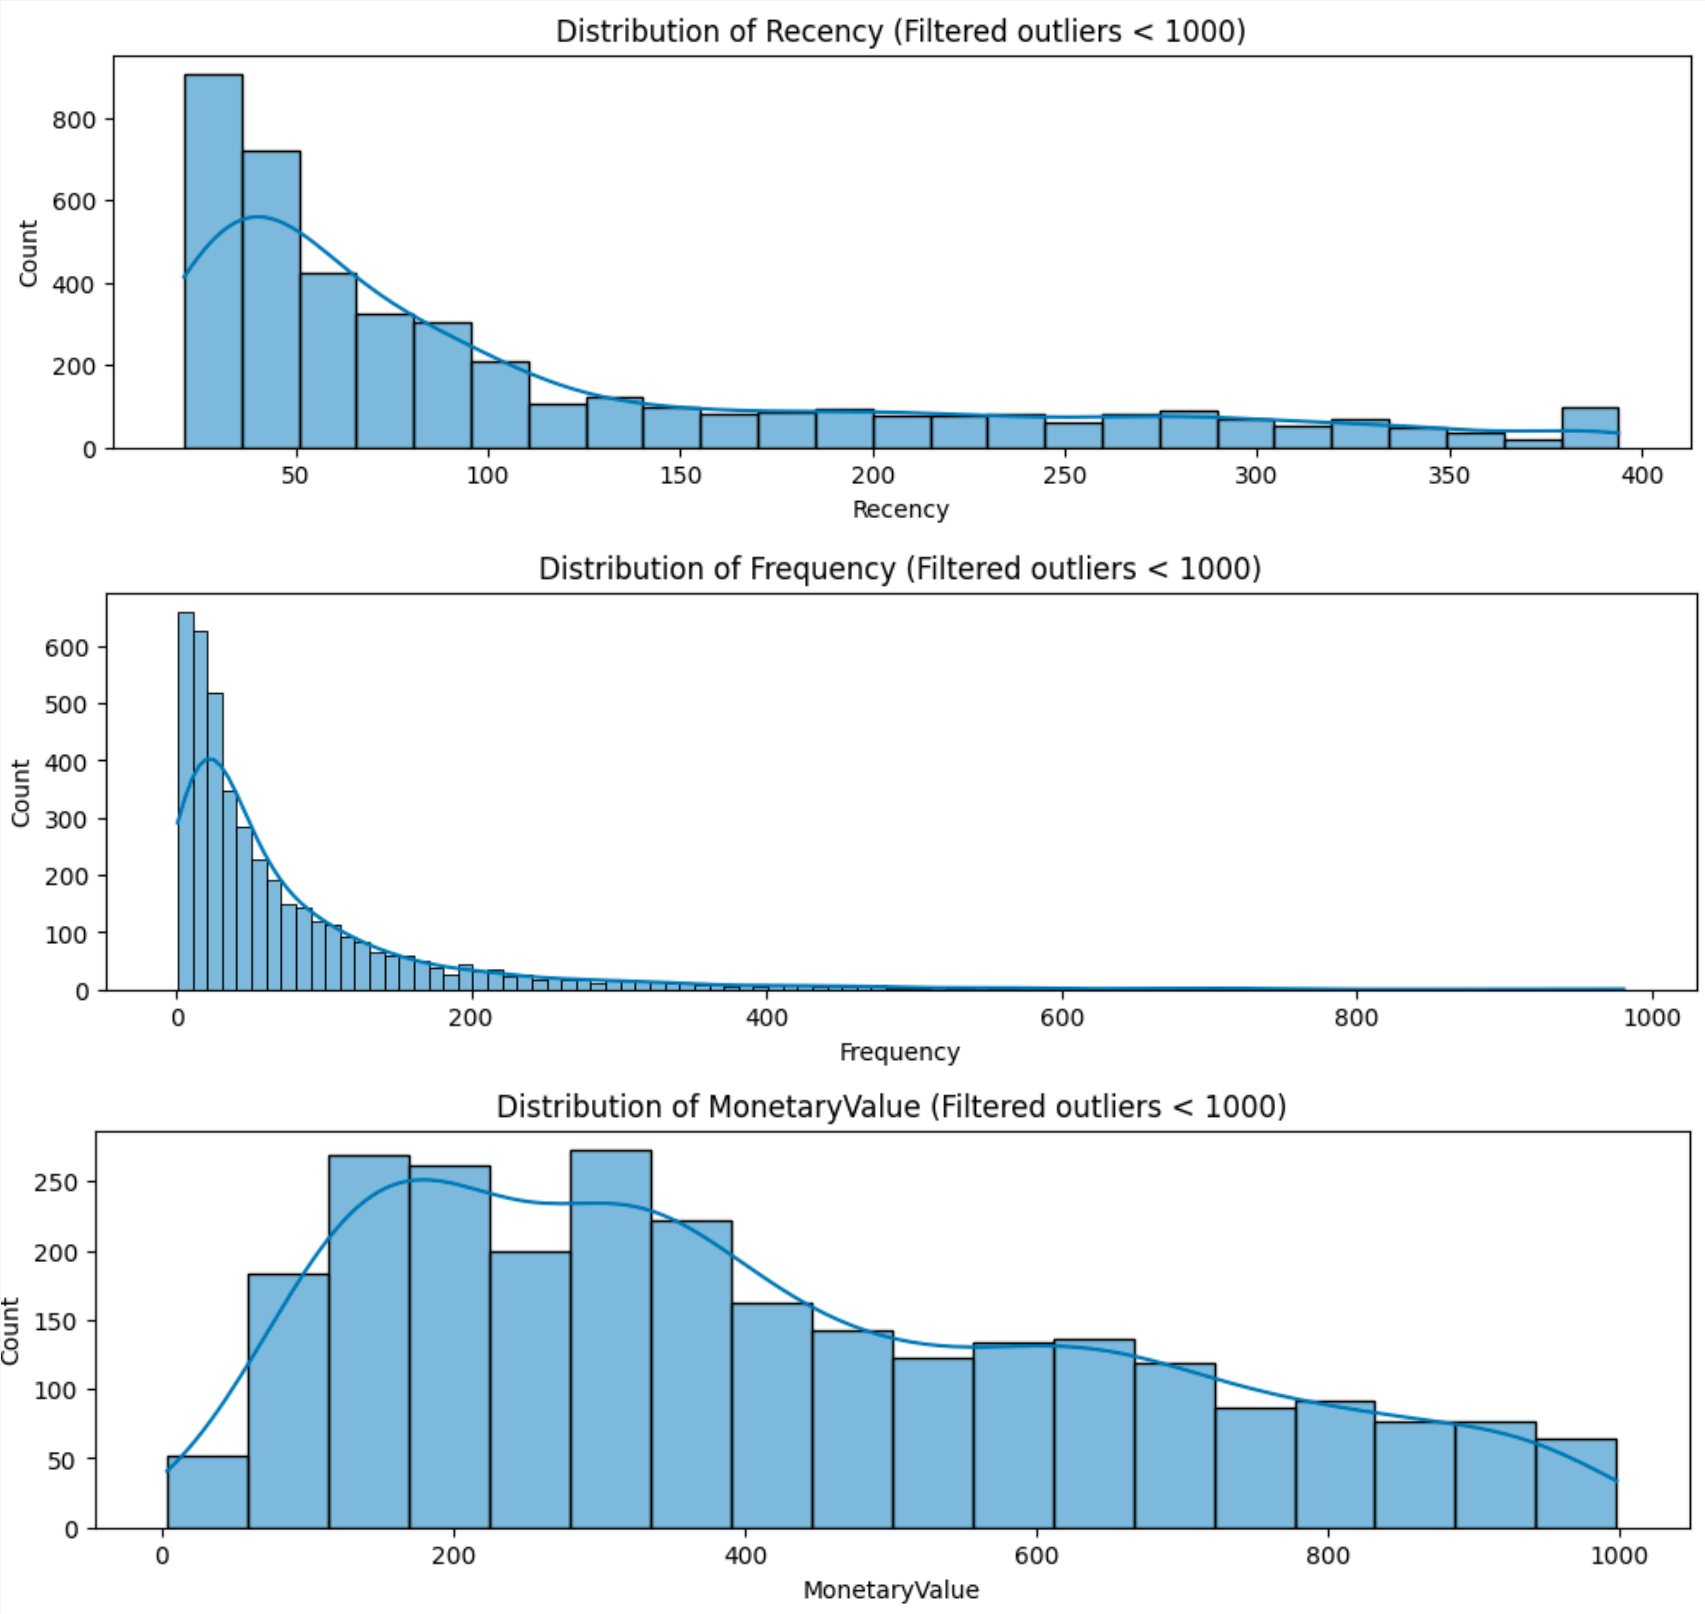 Distribution of Recency (Filtered outliers < 1000)
Count
800
600
400
200
0
50 100 150 200 250 300 350 400
Recency
Distribution of Frequency (Filtered outliers < 1000)
Count
600
500
400
300
200
100
0
0 200 400 600 800 1000
Frequency
Distribution of MonetaryValue (Filtered outliers < 1000)
Count
250
200
150
100
50
0
0 200 400 600 800 1000
MonetaryValue